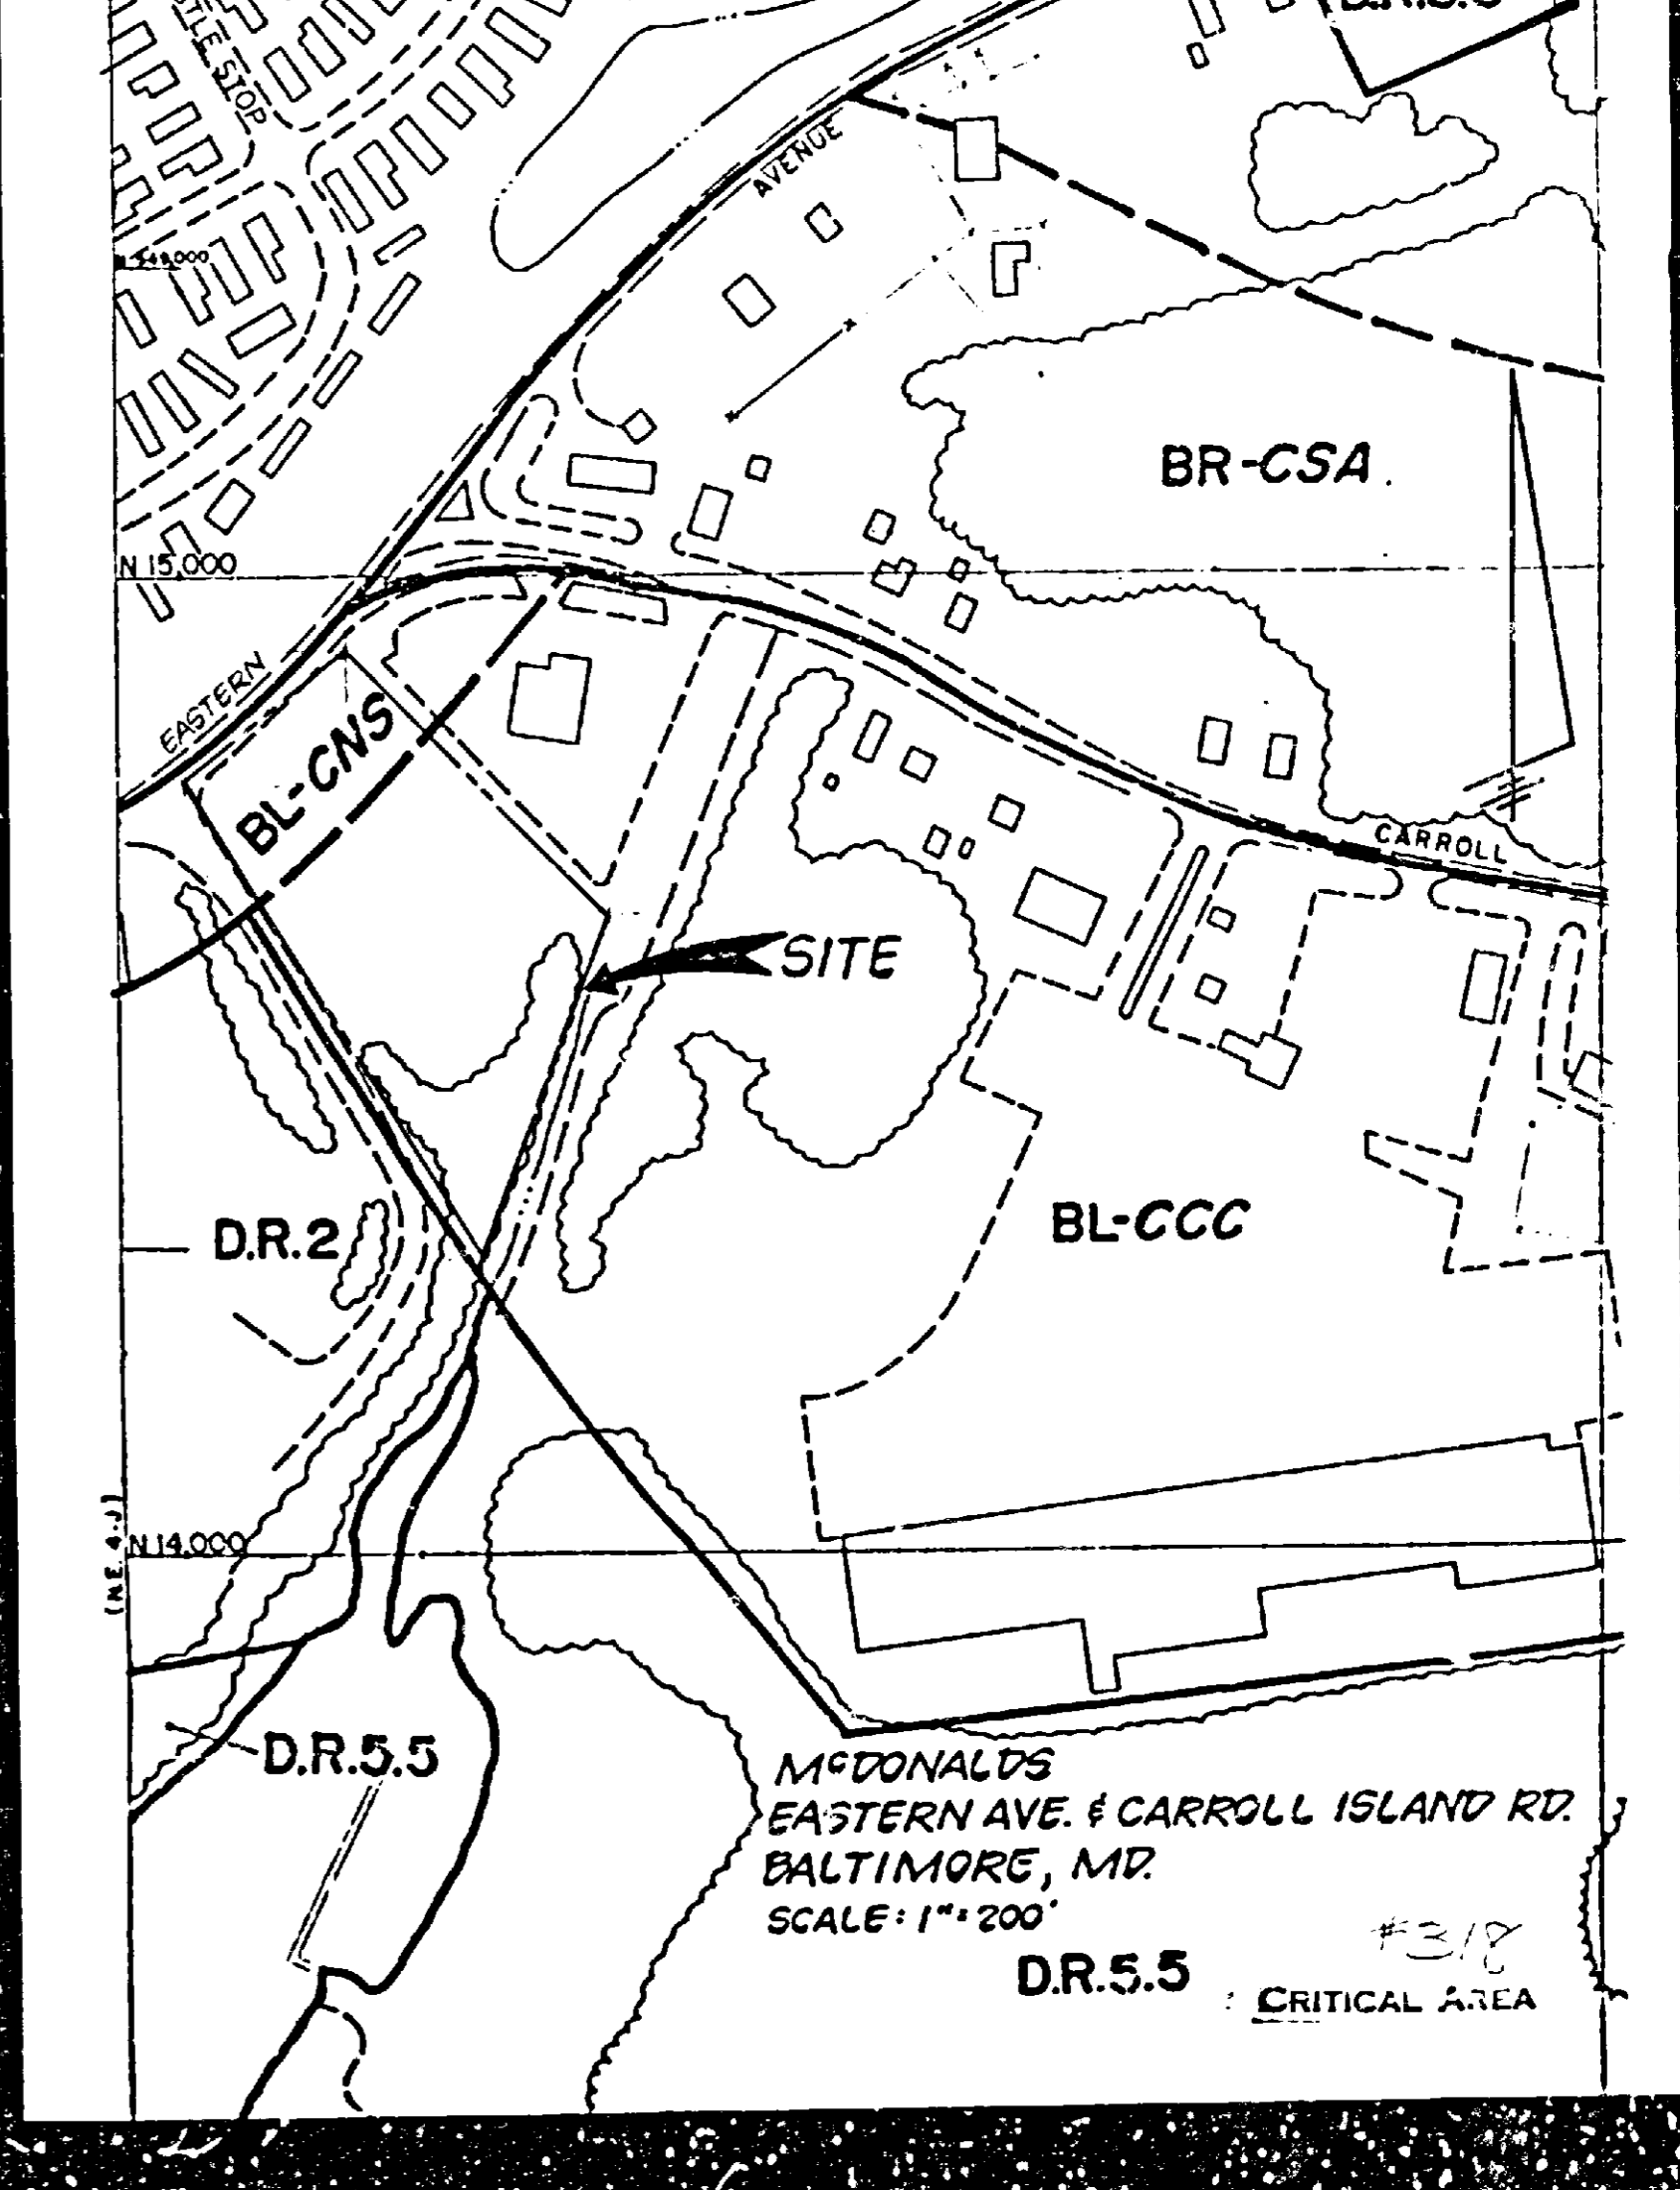 AVENUE
BR-CSA
N 15,000
EASTERN
BL-CNS
CARROLL
SITE
D.R.2
BL-CCC
(N.E. 4-J)
N 14,000
D.R.5.5
McDONALDS
EASTERN AVE. & CARROLL ISLAND RD.
BALTIMORE, MD.
SCALE: 1"=200'
#318
D.R.5.5
CRITICAL AREA